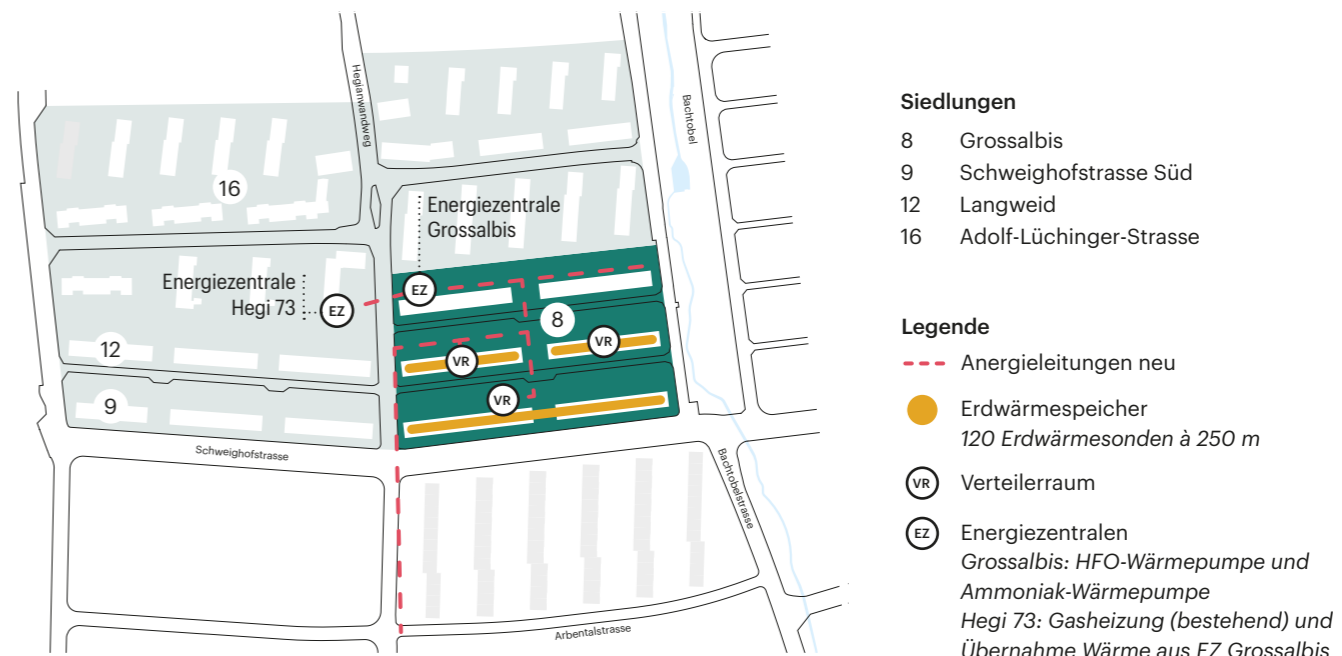 Hegianwandweg
Bachtobel
16
Energiezentrale
Grossalbis
Energiezentrale
Hegi 73
EZ
EZ
8
VR
VR
12
VR
9
Schweighofstrasse
Bachtobelstrasse
Arbentalstrasse
Siedlungen
8 Grossalbis
9 Schweighofstrasse Süd
12 Langweid
16 Adolf-Lüchinger-Strasse
Legende
Anergieleitungen neu
Erdwärmespeicher
120 Erdwärmesonden à 250 m
VR Verteilerraum
EZ Energiezentralen
Grossalbis: HFO-Wärmepumpe und
Ammoniak-Wärmepumpe
Hegi 73: Gasheizung (bestehend) und
Übernahme Wärme aus EZ Grossalbis